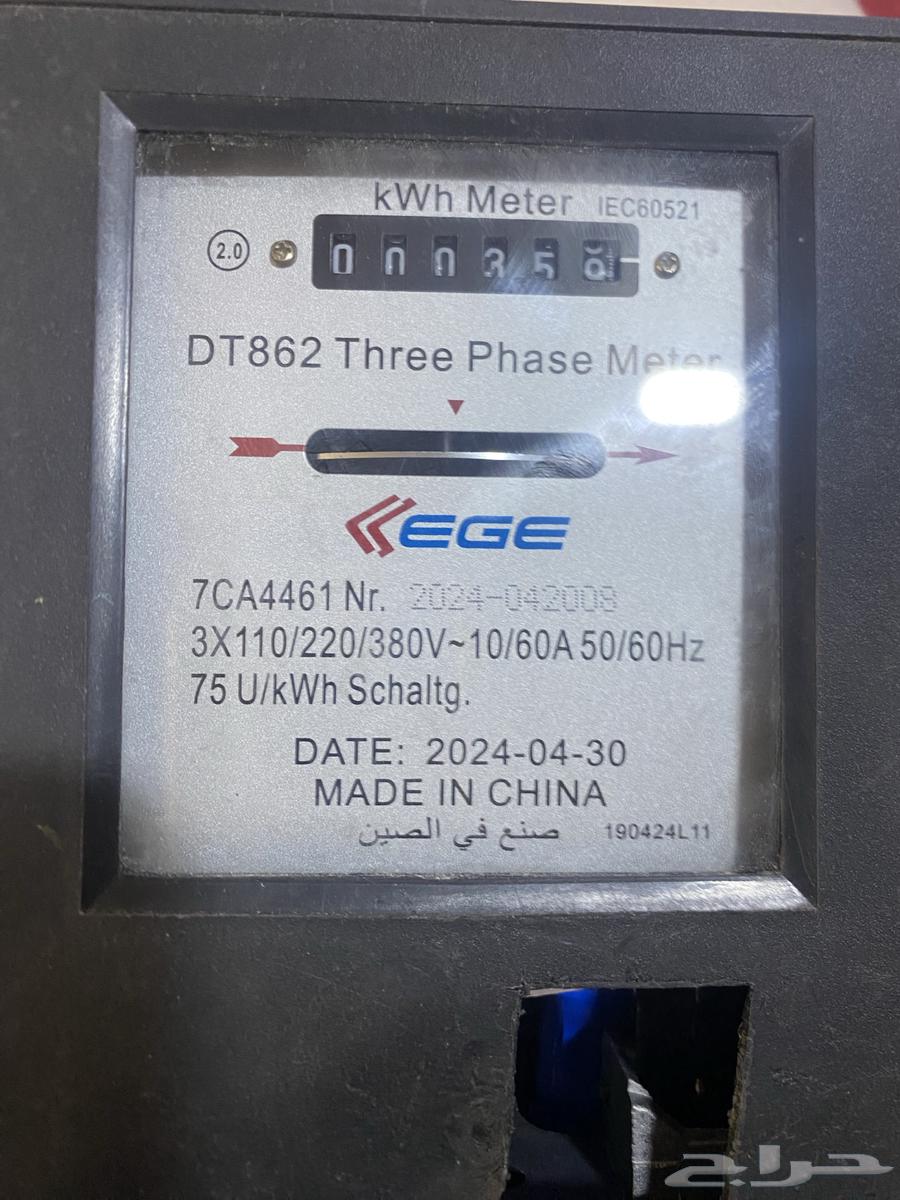 kWh Meter IEC60521
2.0
0 0 0 3 5
DT862 Three Phase Meter
EGE
7CA4461 Nr. 2024-042008
3X110/220/380V~10/60A 50/60Hz
75 U/kWh Schaltg.
DATE: 2024-04-30
MADE IN CHINA
صنع في الصين 190424L11
حراج